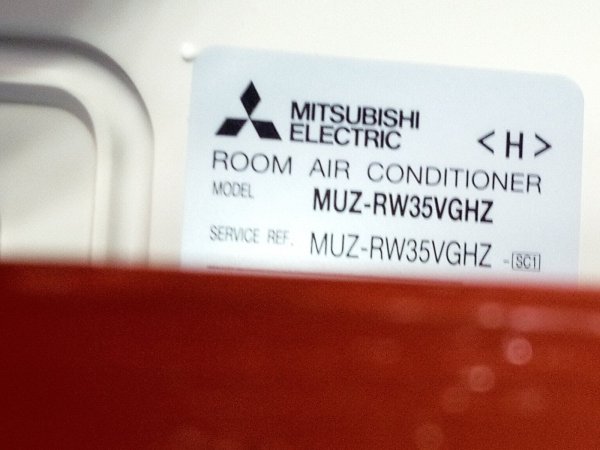 MITSUBISHI
ELECTRIC
<H>
ROOM AIR CONDITIONER
MODEL MUZ-RW35VGHZ
SERVICE REF. MUZ-RW35VGHZ -SC1